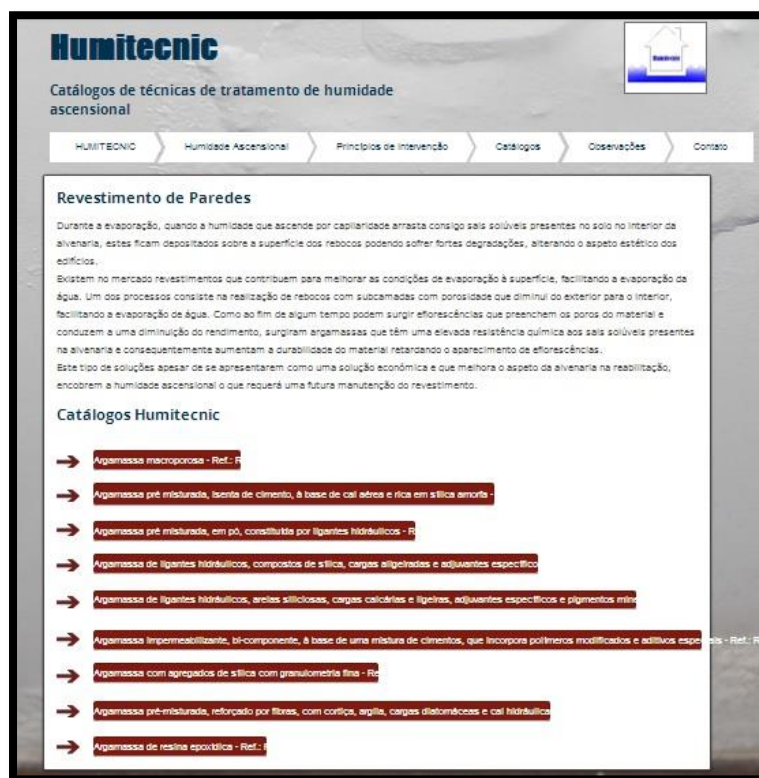 Humitecnic
Humitecnic
Catálogos de técnicas de tratamento de humidade
ascensional
HUMITECNIC Humidade Ascensional Princípios de Intervenção Catálogos Observações Contato
Revestimento de Paredes
Durante a evaporação, quando a humidade que ascende por capilaridade arrasta consigo sais solúveis presentes no solo no interior da
alvenaria, estes ficam depositados sobre a superfície dos rebocos podendo sofrer fortes degradações, alterando o aspeto estético dos
edifícios.
Existem no mercado revestimentos que contribuem para melhorar as condições de evaporação à superfície, facilitando a evaporação da
água. Um dos processos consiste na realização de rebocos com subcamadas com porosidade que diminui do exterior para o interior,
facilitando a evaporação de água. Como ao fim de algum tempo podem surgir eflorescências que preenchem os poros do material e
conduzem a uma diminuição do rendimento, surgiram argamassas que têm uma elevada resistência química aos sais solúveis presentes
na alvenaria e consequentemente aumentam a durabilidade do material retardando o aparecimento de eflorescências.
Este tipo de soluções apesar de se apresentarem como uma solução económica e que melhora o aspeto da alvenaria na reabilitação,
encobrem a humidade ascensional o que requerá uma futura manutenção do revestimento.
Catálogos Humitecnic
Argamassa macroporosa - Ref.: R
Argamassa pré misturada, isenta de cimento, à base de cal aérea e rica em sílica amorfa -
Argamassa pré misturada, em pó, constituída por ligantes hidráulicos - R
Argamassa de ligantes hidráulicos, compostos de sílica, cargas aligeiradas e adjuvantes específico
Argamassa de ligantes hidráulicos, areias siliciosas, cargas calcárias e ligeiras, adjuvantes específicos e pigmentos mine
Argamassa impermeabilizante, bi-componente, à base de uma mistura de cimentos, que incorpora polímeros modificados e aditivos especiais - Ref.: R
Argamassa com agregados de sílica com granulometria fina - Re
Argamassa pré-misturada, reforçado por fibras, com cortiça, argila, cargas diatomáceas e cal hidráulica
Argamassa de resina epoxídica - Ref.: R